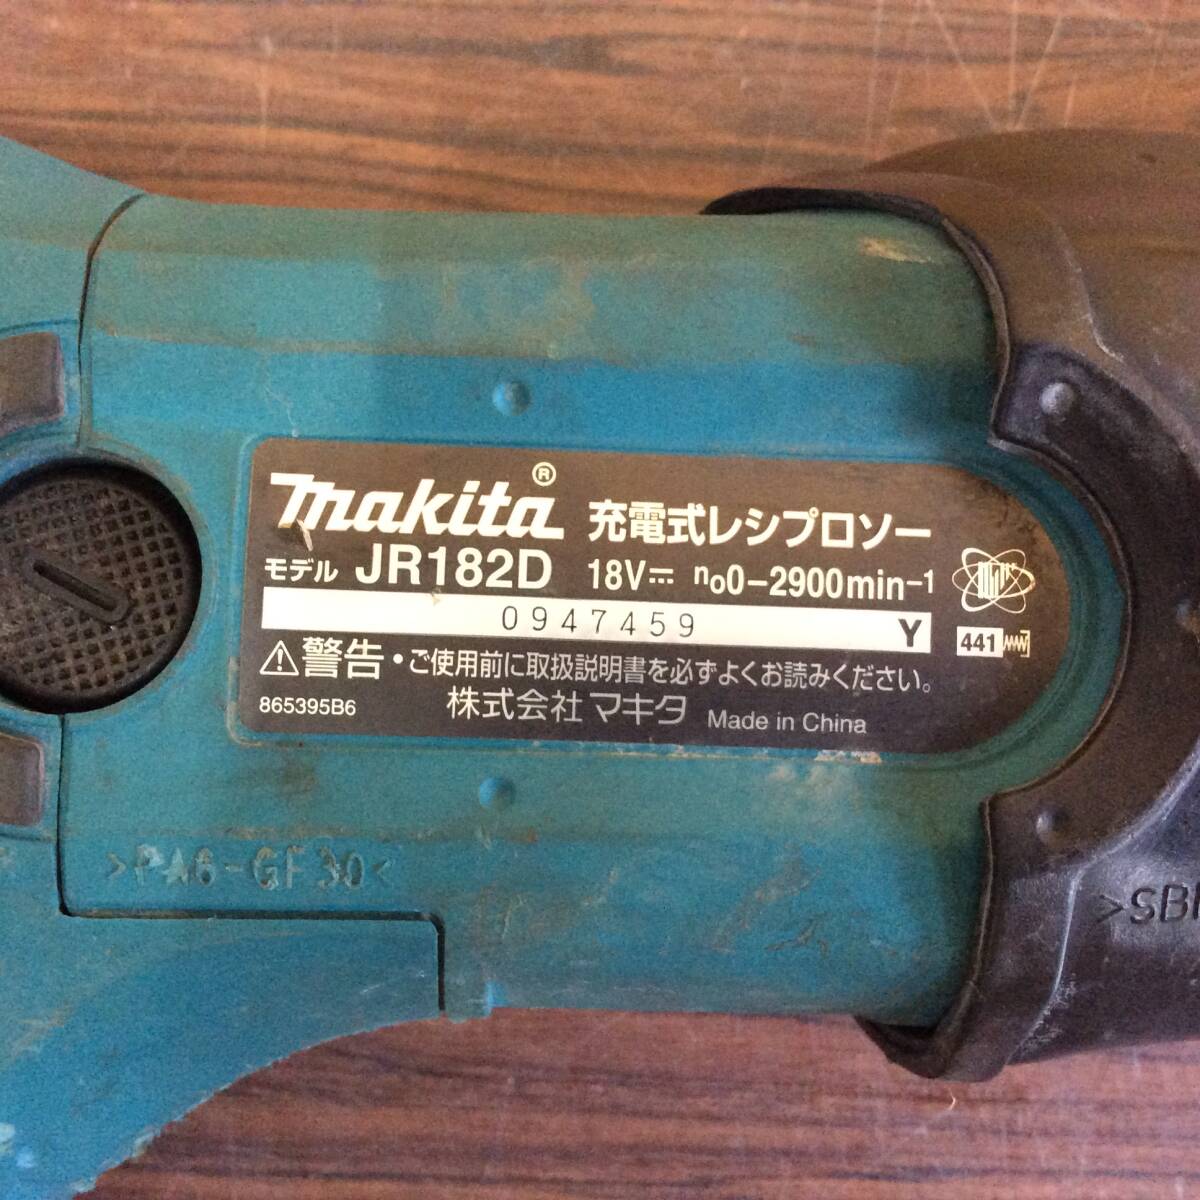 makita® 充電式レシプロソー
モデル JR182D 18V⎓ n₀0-2900min⁻¹
0947459 Y 441
⚠警告・ご使用前に取扱説明書を必ずよくお読みください。
865395B6 株式会社 マキタ Made in China
>PA6-GF30<